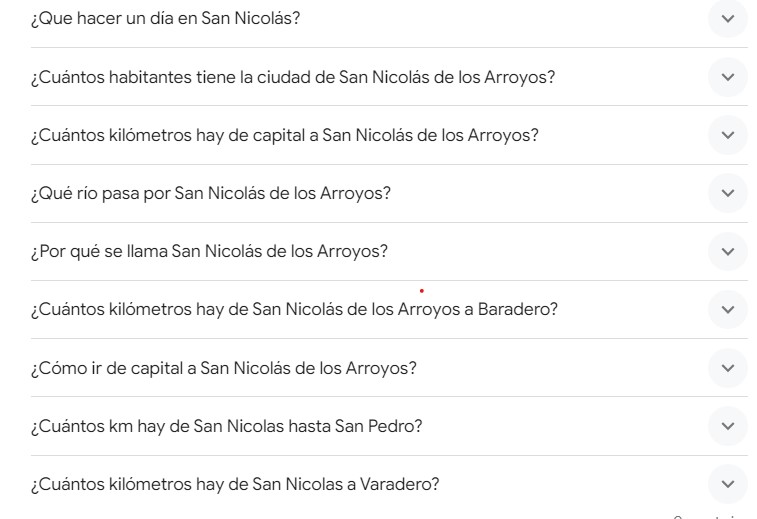 ¿Que hacer un día en San Nicolás?
¿Cuántos habitantes tiene la ciudad de San Nicolás de los Arroyos?
¿Cuántos kilómetros hay de capital a San Nicolás de los Arroyos?
¿Qué río pasa por San Nicolás de los Arroyos?
¿Por qué se llama San Nicolás de los Arroyos?
¿Cuántos kilómetros hay de San Nicolás de los Arroyos a Baradero?
¿Cómo ir de capital a San Nicolás de los Arroyos?
¿Cuántos km hay de San Nicolas hasta San Pedro?
¿Cuántos kilómetros hay de San Nicolas a Varadero?